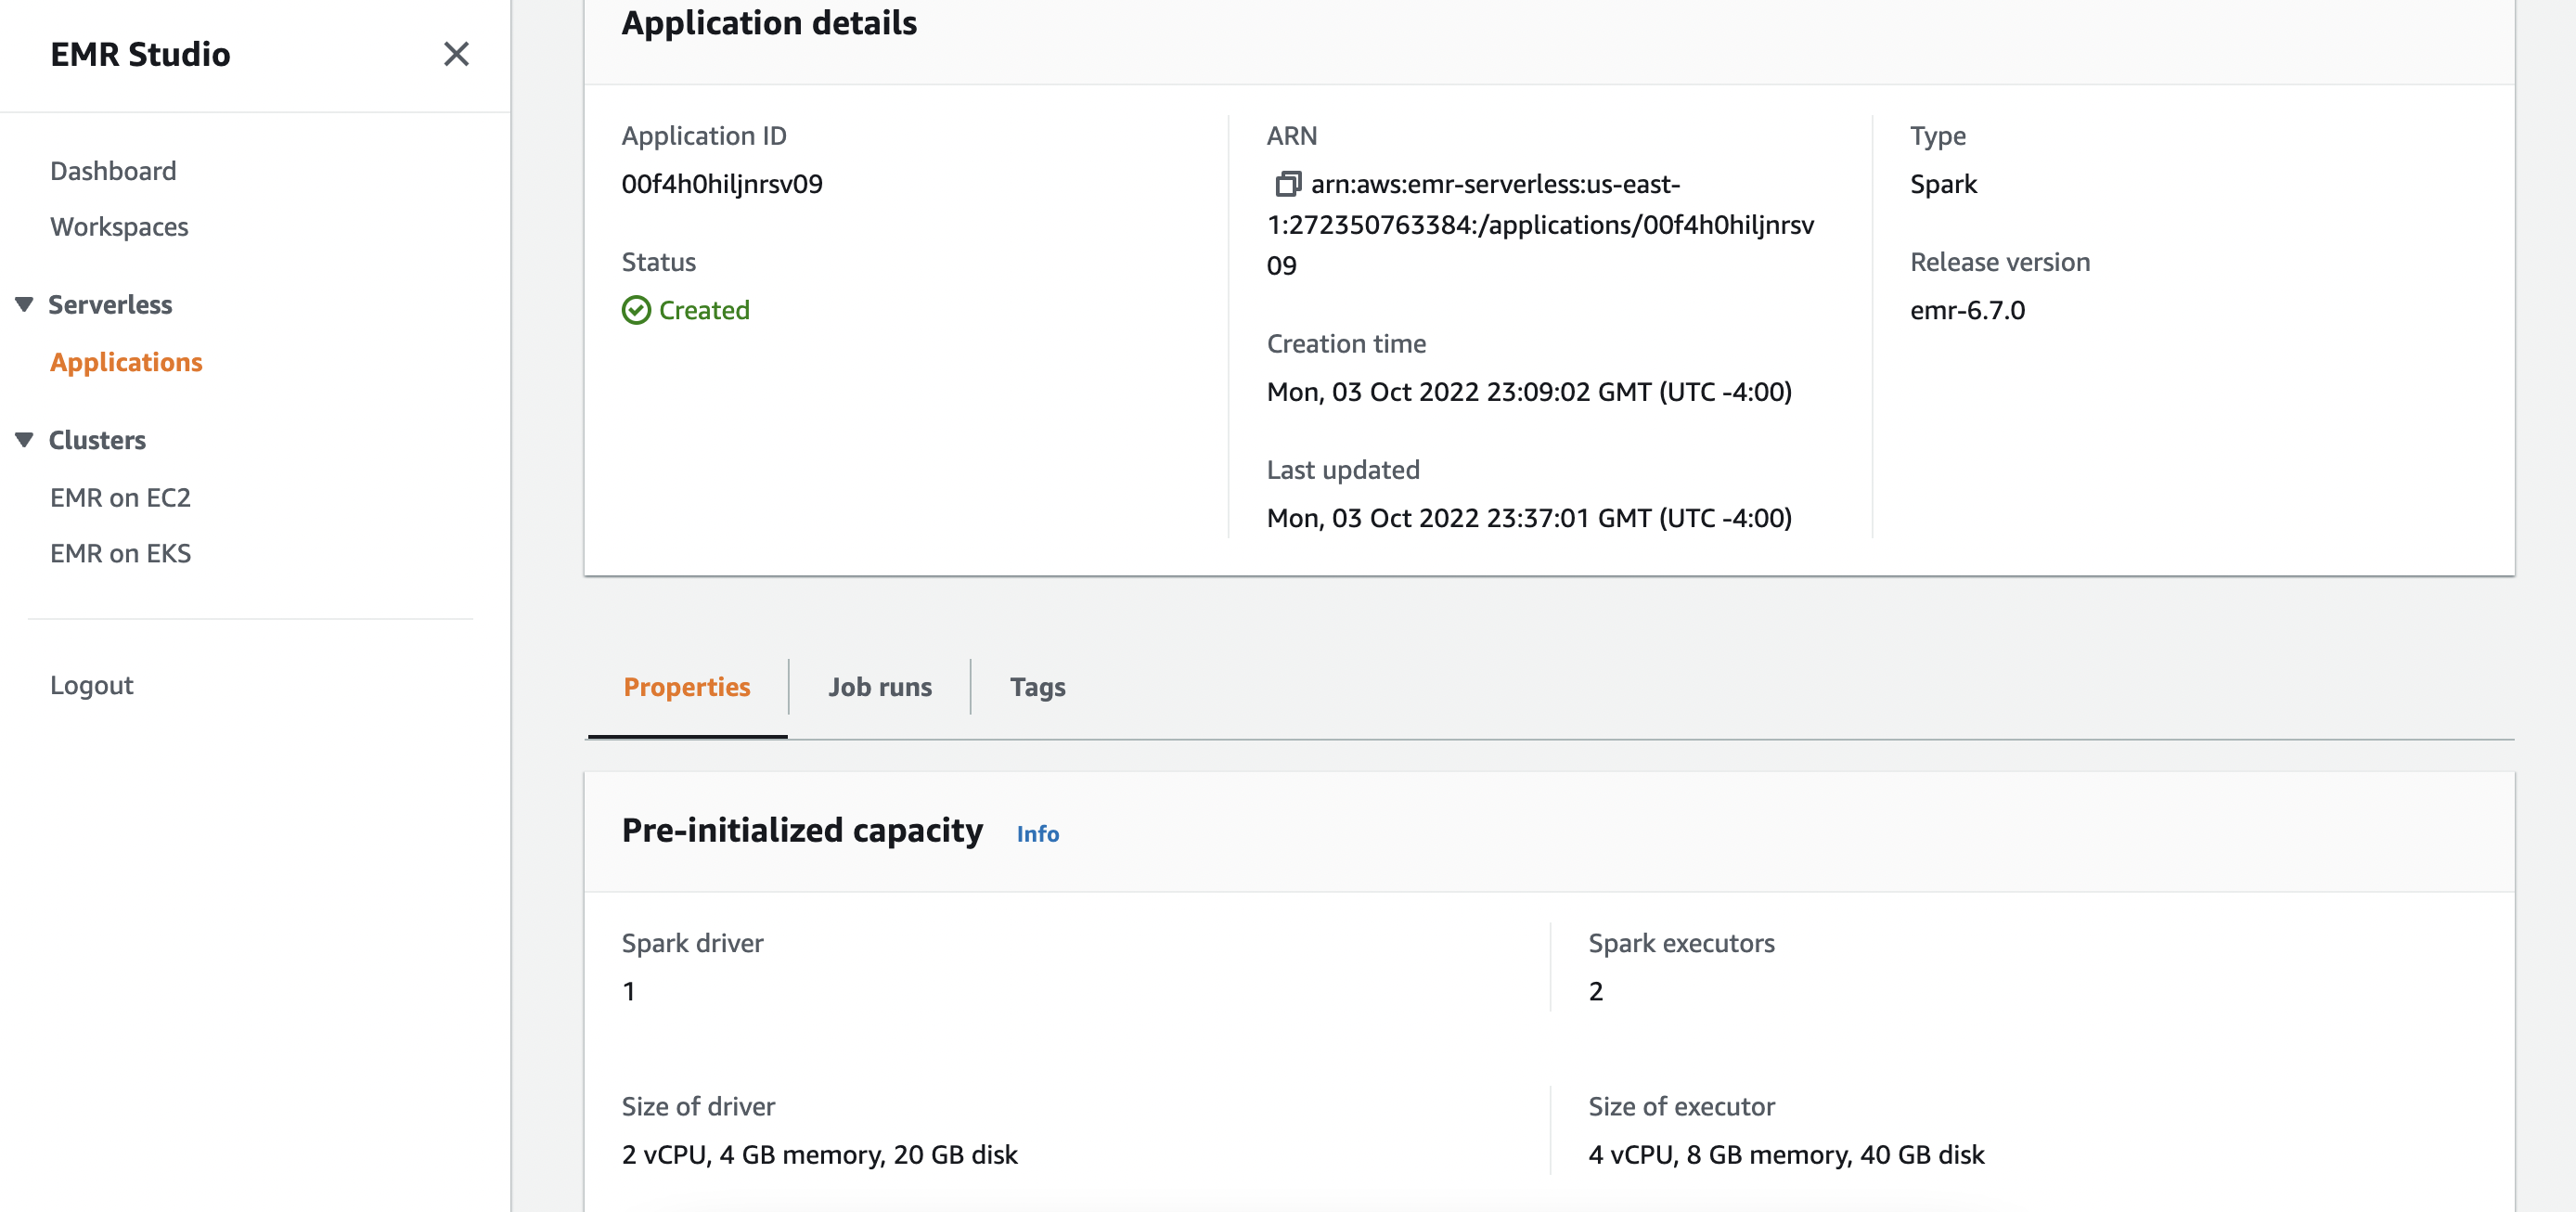 EMR Studio
Dashboard
Workspaces
Serverless
Applications
Clusters
EMR on EC2
EMR on EKS
Logout
Application details
Application ID
00f4h0hiljnrsv09
Status
Created
ARN
arn:aws:emr-serverless:us-east-
1:272350763384:/applications/00f4h0hiljnrsv
09
Creation time
Mon, 03 Oct 2022 23:09:02 GMT (UTC -4:00)
Last updated
Mon, 03 Oct 2022 23:37:01 GMT (UTC -4:00)
Type
Spark
Release version
emr-6.7.0
Properties
Job runs
Tags
Pre-initialized capacity Info
Spark driver
1
Spark executors
2
Size of driver
2 vCPU, 4 GB memory, 20 GB disk
Size of executor
4 vCPU, 8 GB memory, 40 GB disk